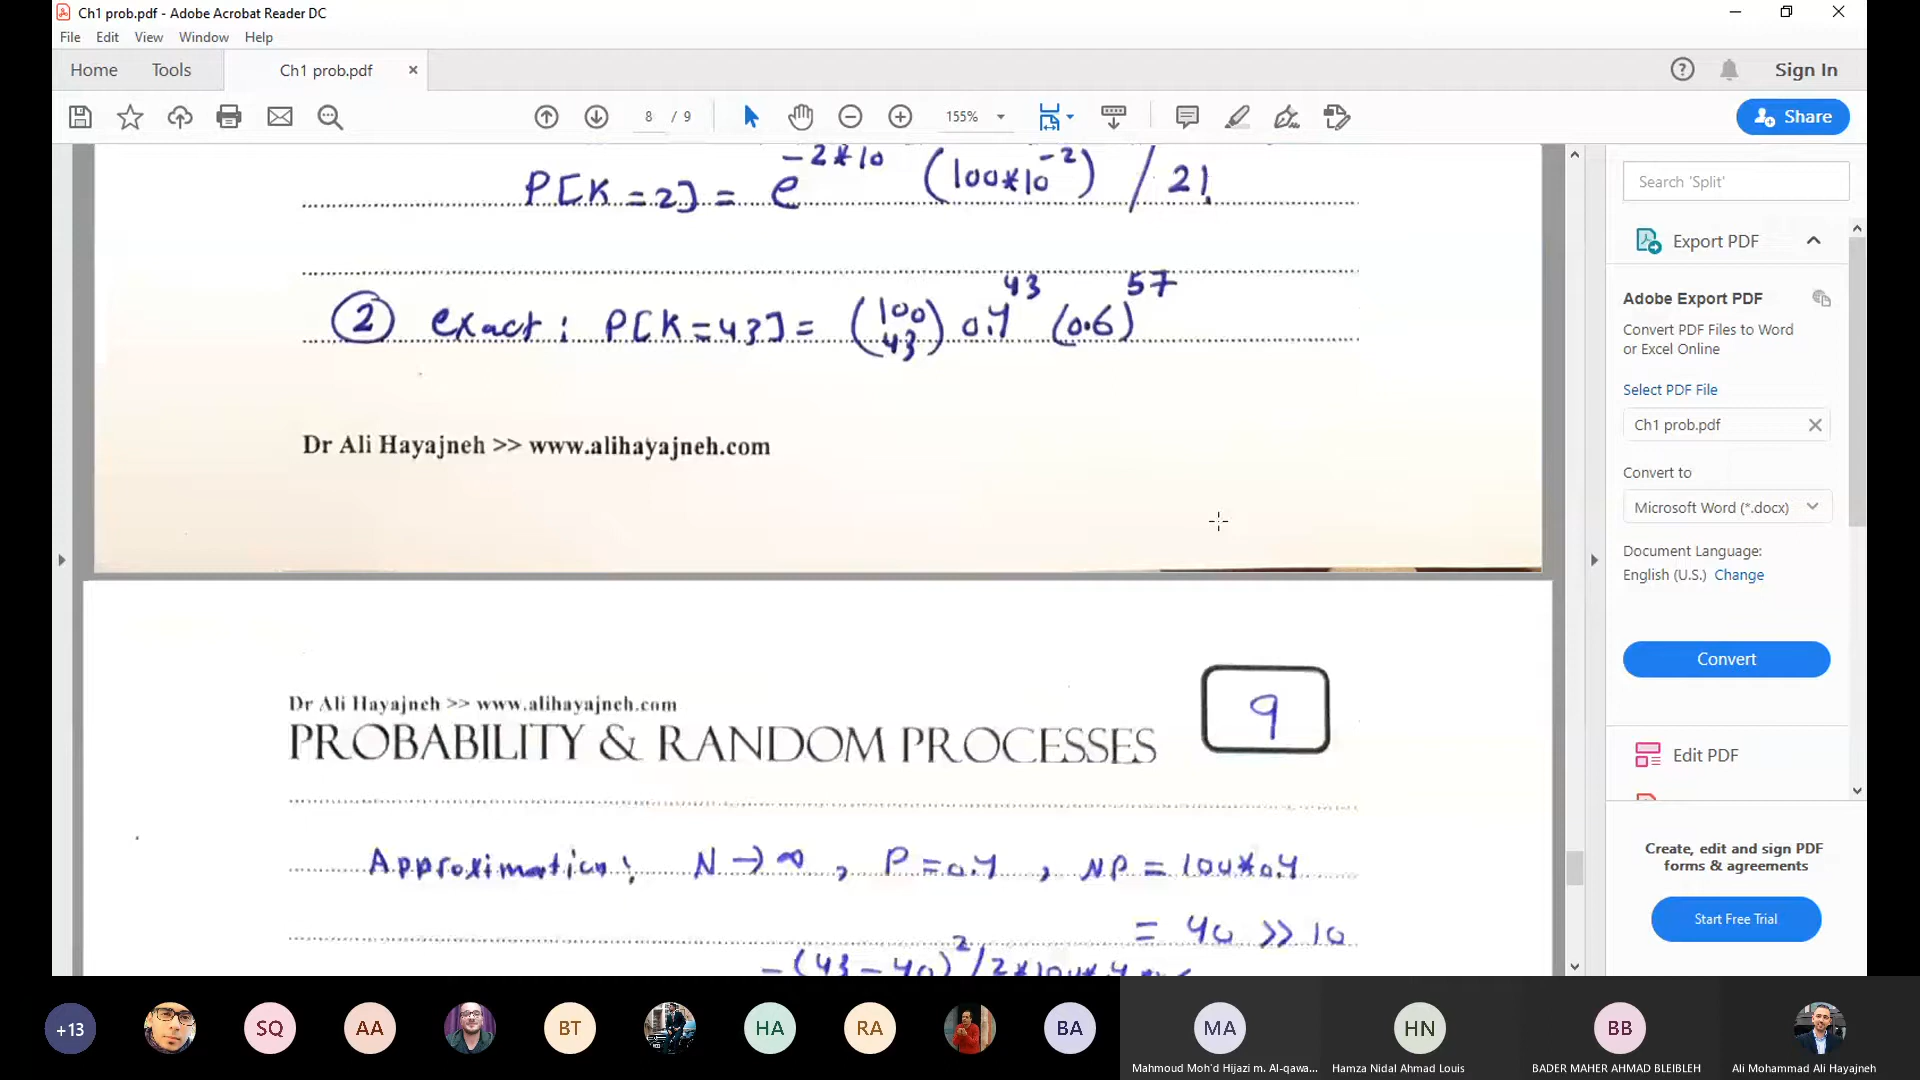 Ch1 prob.pdf - Adobe Acrobat Reader DC
File Edit View Window Help
Home Tools Ch1 prob.pdf × Sign In
8 / 9 155% Share
P[K=2] = e^{-2*10} (100*10^{-2}) / 2!
② exact: P[K=43] = (100 43) 0.4^{43} (0.6)^{57}
Dr Ali Hayajneh >> www.alihayajneh.com
Dr Ali Hayajneh >> www.alihayajneh.com
PROBABILITY & RANDOM PROCESSES
9
Approximation: N → ∞, P = 0.4, NP = 100*0.4
= 40 >> 10
-(43-40)^2/2*100*.4
Search 'Split'
Export PDF
Adobe Export PDF
Convert PDF Files to Word
or Excel Online
Select PDF File
Ch1 prob.pdf
Convert to
Microsoft Word (*.docx)
Document Language:
English (U.S.) Change
Convert
Edit PDF
Create, edit and sign PDF
forms & agreements
Start Free Trial
+13 SQ AA BT HA RA BA MA HN BB
Mahmoud Moh'd Hijazi m. Al-qawa... Hamza Nidal Ahmad Louis BADER MAHER AHMAD BLEIBLEH Ali Mohammad Ali Hayajneh